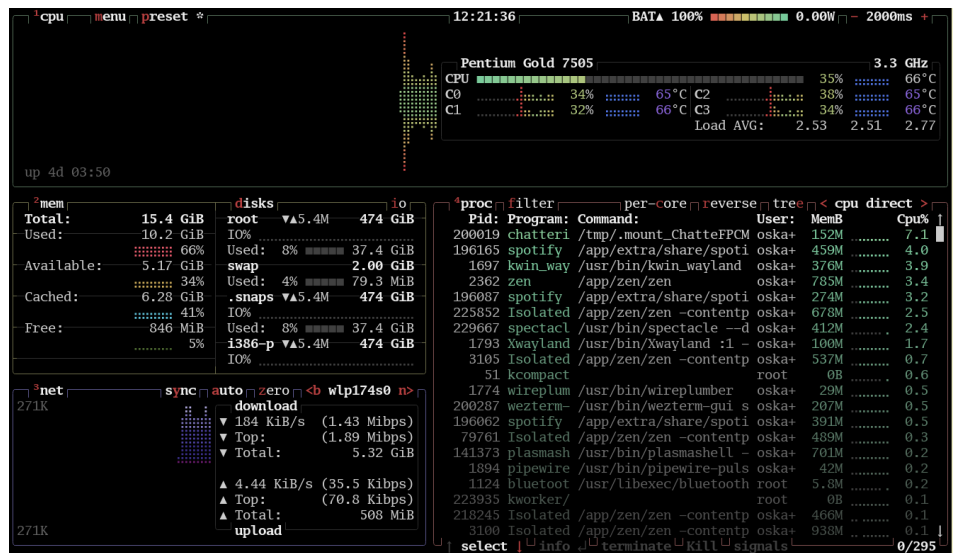 ¹cpu menu preset * 12:21:36 BAT▲ 100% 0.00W - 2000ms +
Pentium Gold 7505 3.3 GHz
CPU 35% 66°C
C0 34% 65°C C2 38% 65°C
C1 32% 66°C C3 34% 66°C
Load AVG: 2.53 2.51 2.77
up 4d 03:50
²mem
Total: 15.4 GiB
Used: 10.2 GiB
66%
Available: 5.17 GiB
34%
Cached: 6.28 GiB
41%
Free: 846 MiB
5%
disks io
root ▼▲5.4M 474 GiB
IO%
Used: 8% 37.4 GiB
swap 2.00 GiB
Used: 4% 79.3 MiB
.snaps ▼▲5.4M 474 GiB
IO%
Used: 8% 37.4 GiB
i386-p ▼▲5.4M 474 GiB
IO%
³net sync auto zero <b wlp174s0 n>
271K
download
▼ 184 KiB/s (1.43 Mibps)
▼ Top: (1.89 Mibps)
▼ Total: 5.32 GiB
▲ 4.44 KiB/s (35.5 Kibps)
▲ Top: (70.8 Kibps)
▲ Total: 508 MiB
upload
271K
⁴proc filter per-core reverse tree < cpu direct >
Pid: Program: Command: User: MemB Cpu% ↑
200019 chatteri /tmp/.mount_ChatteFPCM oska+ 152M 7.1
196165 spotify /app/extra/share/spoti oska+ 459M 4.0
1697 kwin_way /usr/bin/kwin_wayland oska+ 376M 3.9
2362 zen /app/zen/zen oska+ 785M 3.4
196087 spotify /app/extra/share/spoti oska+ 274M 3.2
225852 Isolated /app/zen/zen -contentp oska+ 678M 2.5
229667 spectacl /usr/bin/spectacle --d oska+ 412M 2.4
1793 Xwayland /usr/bin/Xwayland :1 - oska+ 100M 1.7
3105 Isolated /app/zen/zen -contentp oska+ 537M 0.7
51 kcompact root 0B 0.6
1774 wireplum /usr/bin/wireplumber oska+ 29M 0.5
200287 wezterm- /usr/bin/wezterm-gui s oska+ 207M 0.5
196062 spotify /app/extra/share/spoti oska+ 391M 0.5
79761 Isolated /app/zen/zen -contentp oska+ 489M 0.3
141373 plasmash /usr/bin/plasmashell - oska+ 701M 0.2
1894 pipewire /usr/bin/pipewire-puls oska+ 42M 0.2
1124 bluetoot /usr/libexec/bluetooth root 5.8M 0.2
223935 kworker/ root 0B 0.1
218245 Isolated /app/zen/zen -contentp oska+ 466M 0.1
3100 Isolated /app/zen/zen -contentp oska+ 938M 0.1 ↓
↑ select ↓ info ↵ terminate Kill signals 0/295